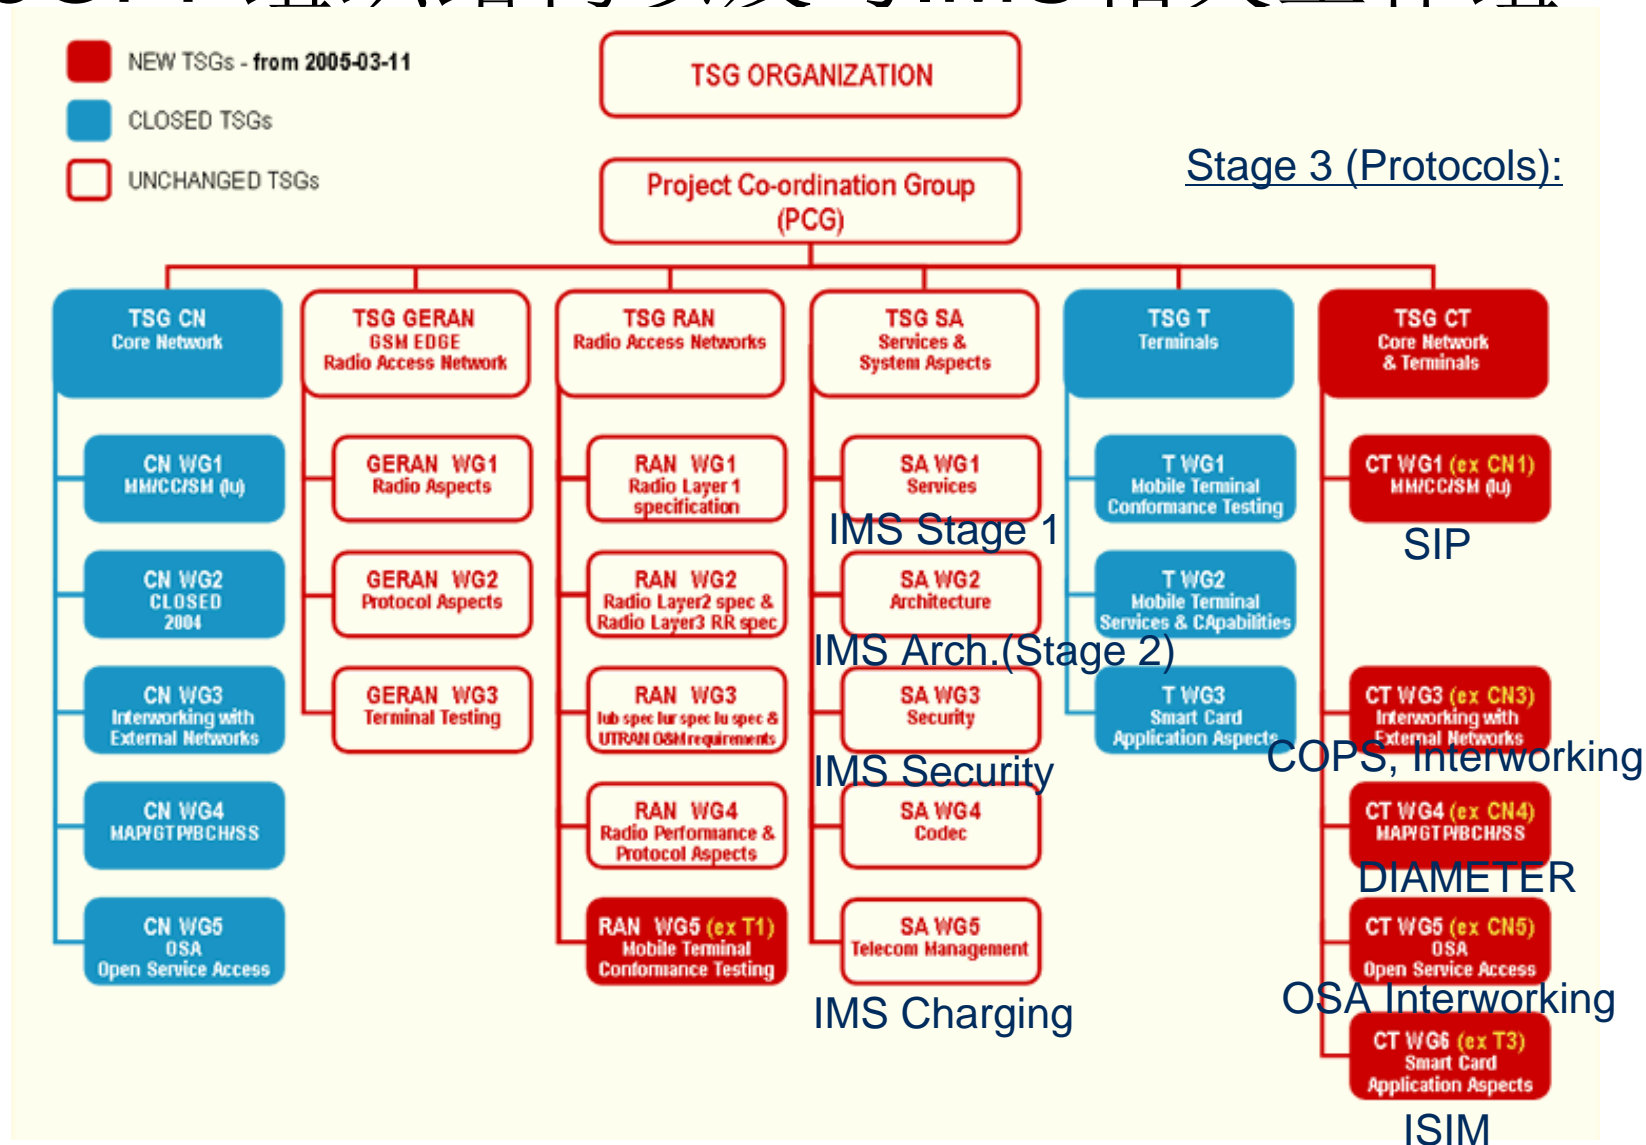 NEW TSGs - from 2005-03-11
CLOSED TSGs
UNCHANGED TSGs
TSG ORGANIZATION
Project Co-ordination Group
(PCG)
Stage 3 (Protocols):
TSG CN
Core Network
CN WG1
MM/CC/SM (Iu)
CN WG2
CLOSED
2004
CN WG3
Interworking with
External Networks
CN WG4
MAP/GTP/BCH/SS
CN WG5
OSA
Open Service Access
TSG GERAN
GSM EDGE
Radio Access Network
GERAN WG1
Radio Aspects
GERAN WG2
Protocol Aspects
GERAN WG3
Terminal Testing
TSG RAN
Radio Access Networks
RAN WG1
Radio Layer 1
specification
RAN WG2
Radio Layer2 spec &
Radio Layer3 RR spec
RAN WG3
Iub spec Iur spec Iu spec &
UTRAN O&M requirements
RAN WG4
Radio Performance &
Protocol Aspects
RAN WG5 (ex T1)
Mobile Terminal
Conformance Testing
TSG SA
Services &
System Aspects
SA WG1
Services
IMS Stage 1
SA WG2
Architecture
IMS Arch.(Stage 2)
SA WG3
Security
IMS Security
SA WG4
Codec
SA WG5
Telecom Management
IMS Charging
TSG T
Terminals
T WG1
Mobile Terminal
Conformance Testing
T WG2
Mobile Terminal
Services & CApabilities
T WG3
Smart Card
Application Aspects
TSG CT
Core Network
& Terminals
CT WG1 (ex CN1)
MM/CC/SM (Iu)
SIP
CT WG3 (ex CN3)
Interworking with
External Networks
COPS, Interworking
CT WG4 (ex CN4)
MAP/GTP/BCH/SS
DIAMETER
CT WG5 (ex CN5)
OSA
Open Service Access
OSA Interworking
CT WG6 (ex T3)
Smart Card
Application Aspects
ISIM